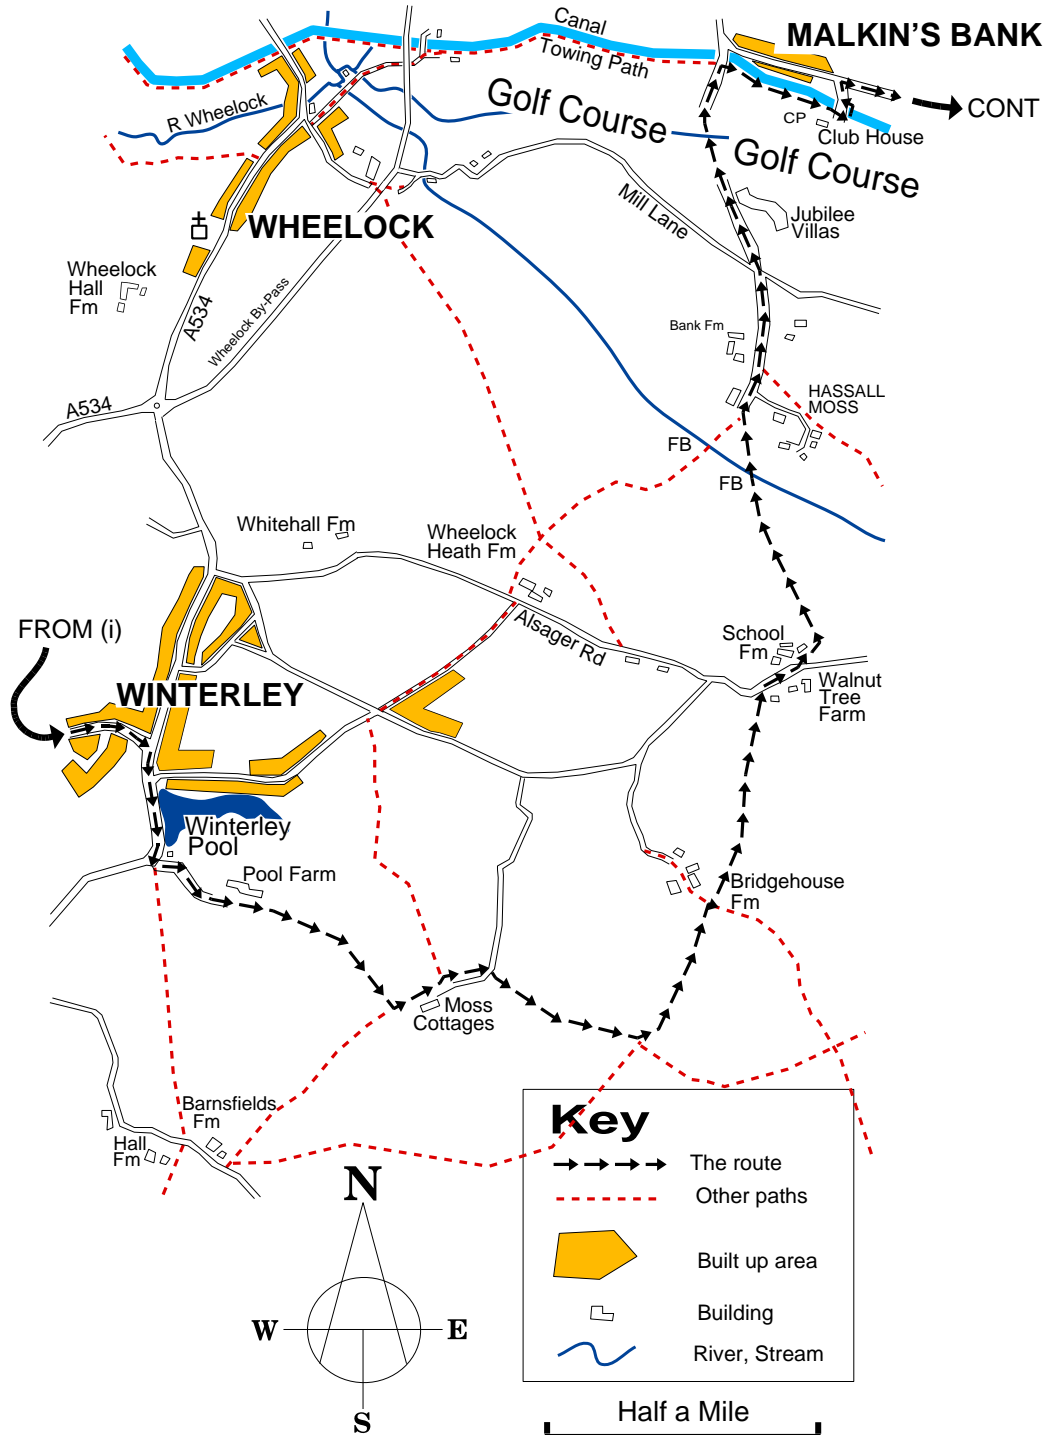 Canal
Towing Path
MALKIN'S BANK
R Wheelock
Golf Course
CP
CONT
Club House
Golf Course
Mill Lane
Jubilee
Villas
WHEELOCK
Wheelock
Hall
Fm
A534
Wheelock By-Pass
Bank Fm
A534
HASSALL
MOSS
FB
FB
Whitehall Fm
Wheelock
Heath Fm
FROM (i)
Alsager Rd
School
Fm
WINTERLEY
Walnut
Tree
Farm
Winterley
Pool
Pool Farm
Bridgehouse
Fm
Moss
Cottages
Barnsfields
Fm
Hall
Fm
Key
The route
Other paths
Built up area
Building
River, Stream
N
W
E
S
Half a Mile